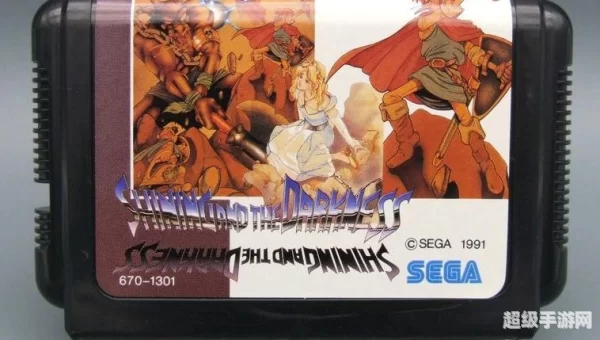 SHINING AND THE DARKNESS
SHINING AND THE DARKNESS
©SEGA 1991
670-1301
SEGA
超级手游网